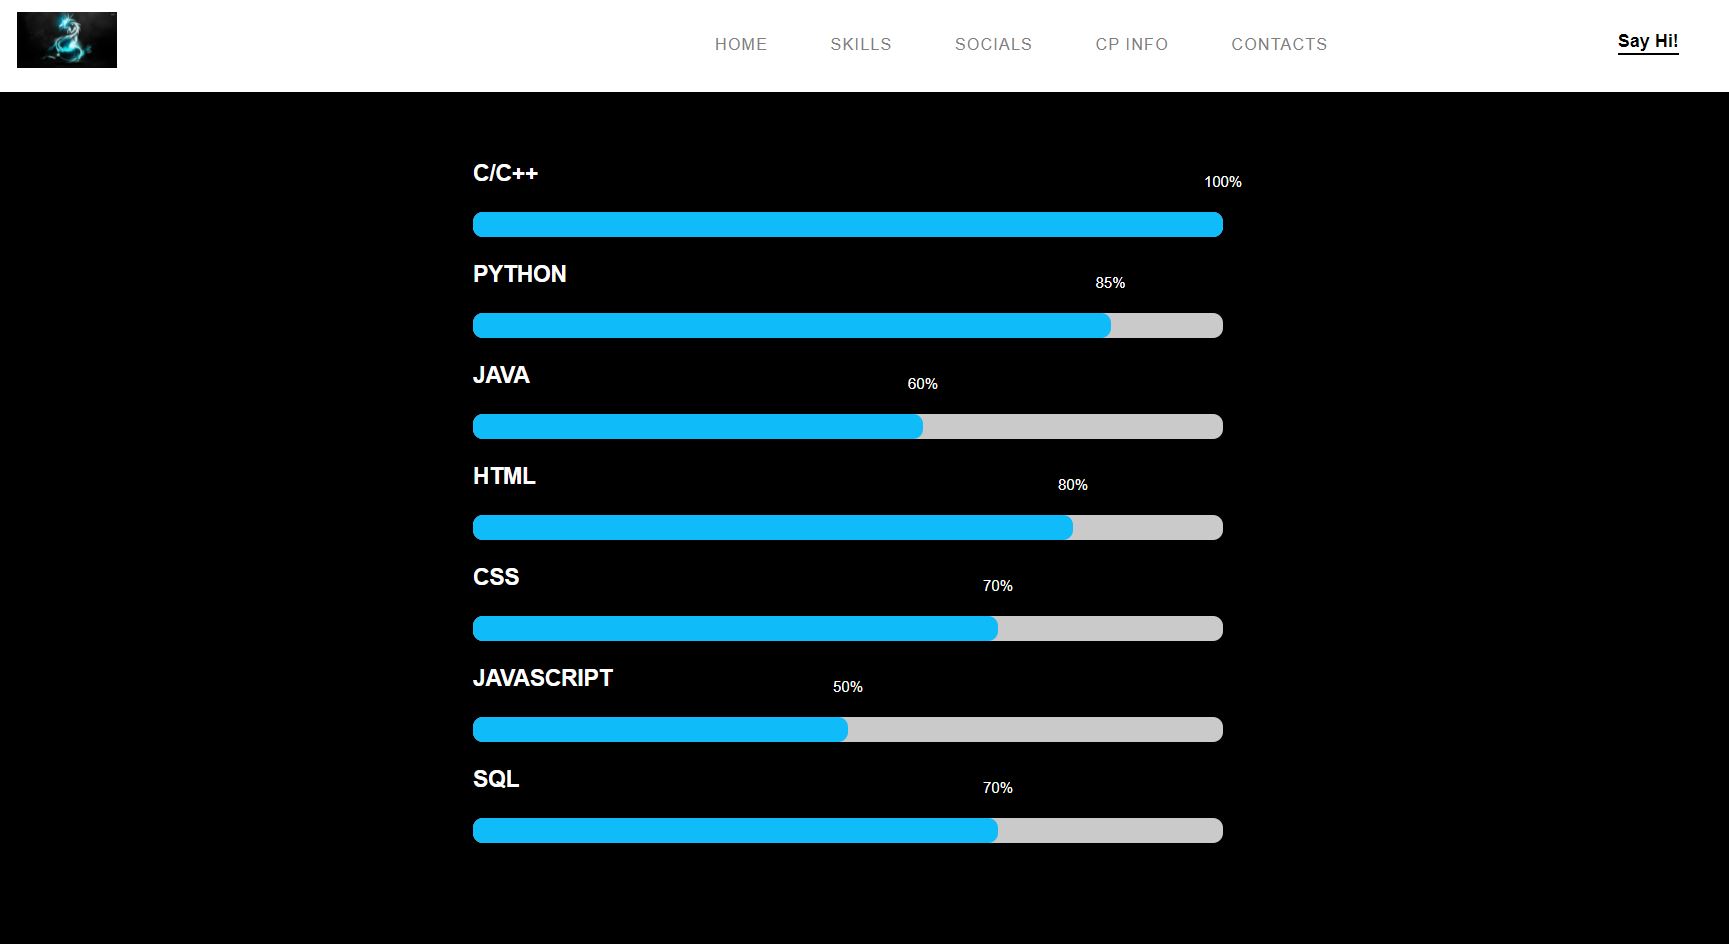 HOME SKILLS SOCIALS CP INFO CONTACTS Say Hi!
C/C++
100%
PYTHON
85%
JAVA
60%
HTML
80%
CSS
70%
JAVASCRIPT
50%
SQL
70%